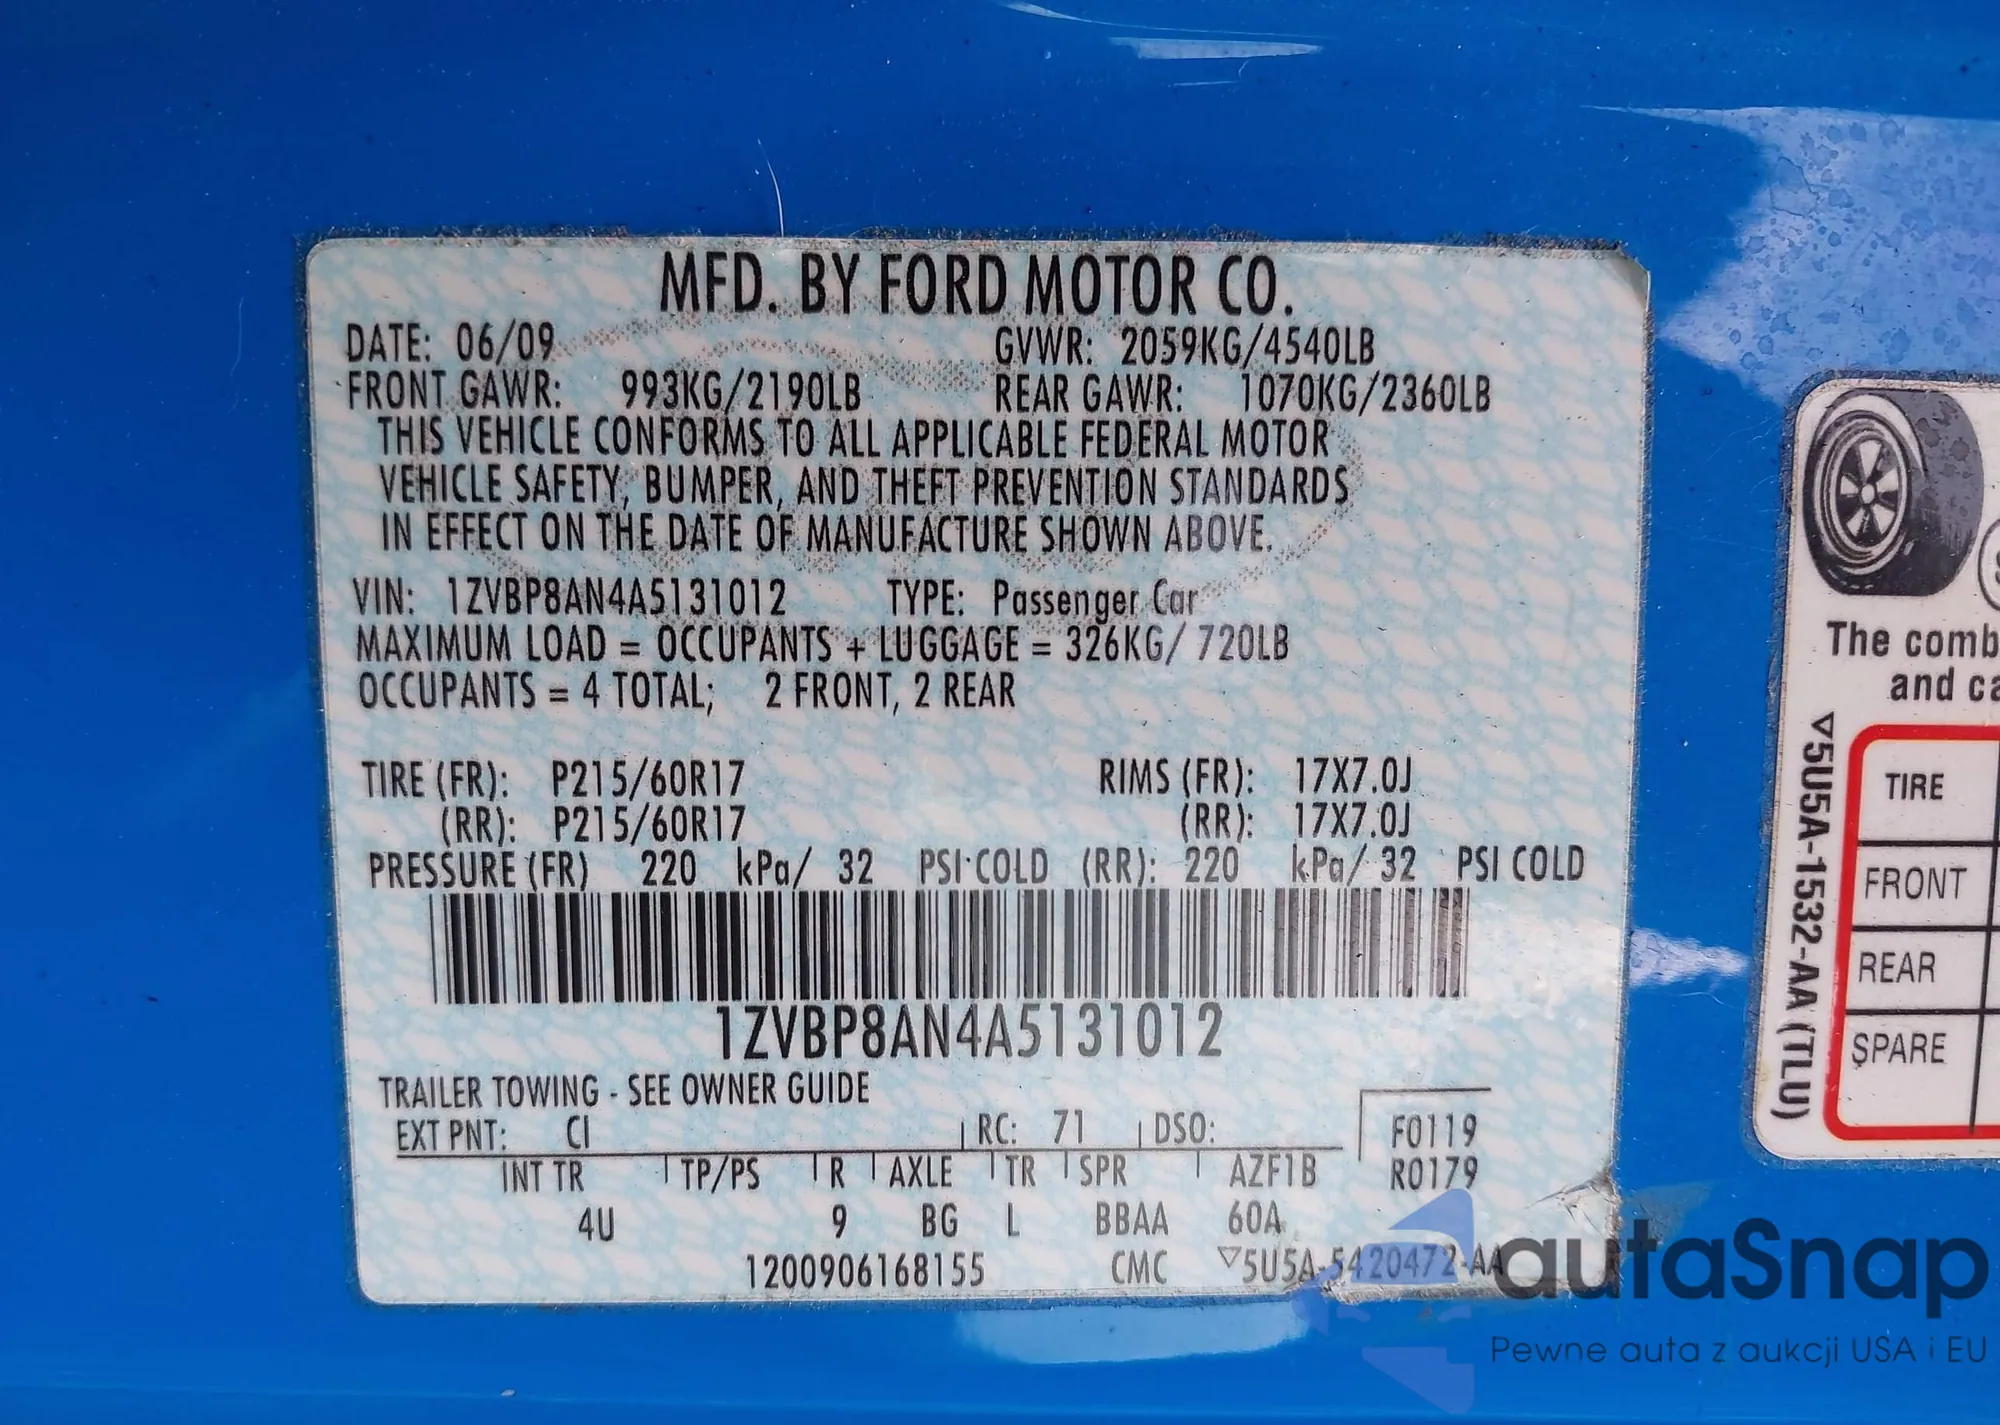 MFD. BY FORD MOTOR CO.
DATE: 06/09 GVWR: 2059KG/4540LB
FRONT GAWR: 993KG/2190LB REAR GAWR: 1070KG/2360LB
THIS VEHICLE CONFORMS TO ALL APPLICABLE FEDERAL MOTOR
VEHICLE SAFETY, BUMPER, AND THEFT PREVENTION STANDARDS
IN EFFECT ON THE DATE OF MANUFACTURE SHOWN ABOVE.
VIN: 1ZVBP8AN4A5131012 TYPE: Passenger Car
MAXIMUM LOAD = OCCUPANTS + LUGGAGE = 326KG/ 720LB
OCCUPANTS = 4 TOTAL; 2 FRONT, 2 REAR
TIRE (FR): P215/60R17 RIMS (FR): 17X7.0J
(RR): P215/60R17 (RR): 17X7.0J
PRESSURE (FR) 220 kPa/ 32 PSI COLD (RR): 220 kPa/ 32 PSI COLD
1ZVBP8AN4A5131012
TRAILER TOWING - SEE OWNER GUIDE
EXT PNT: CI RC: 71 DSO: F0119
INT TR TP/PS R AXLE TR SPR AZF1B R0179
4U 9 BG L BBAA 60A
1200906168155 CMC ▽5U5A-5420472-AA
The comb
and ca
▽5U5A-1532-AA (TLU)
TIRE
FRONT
REAR
SPARE
autaSnap
Pewne auta z aukcji USA i EU